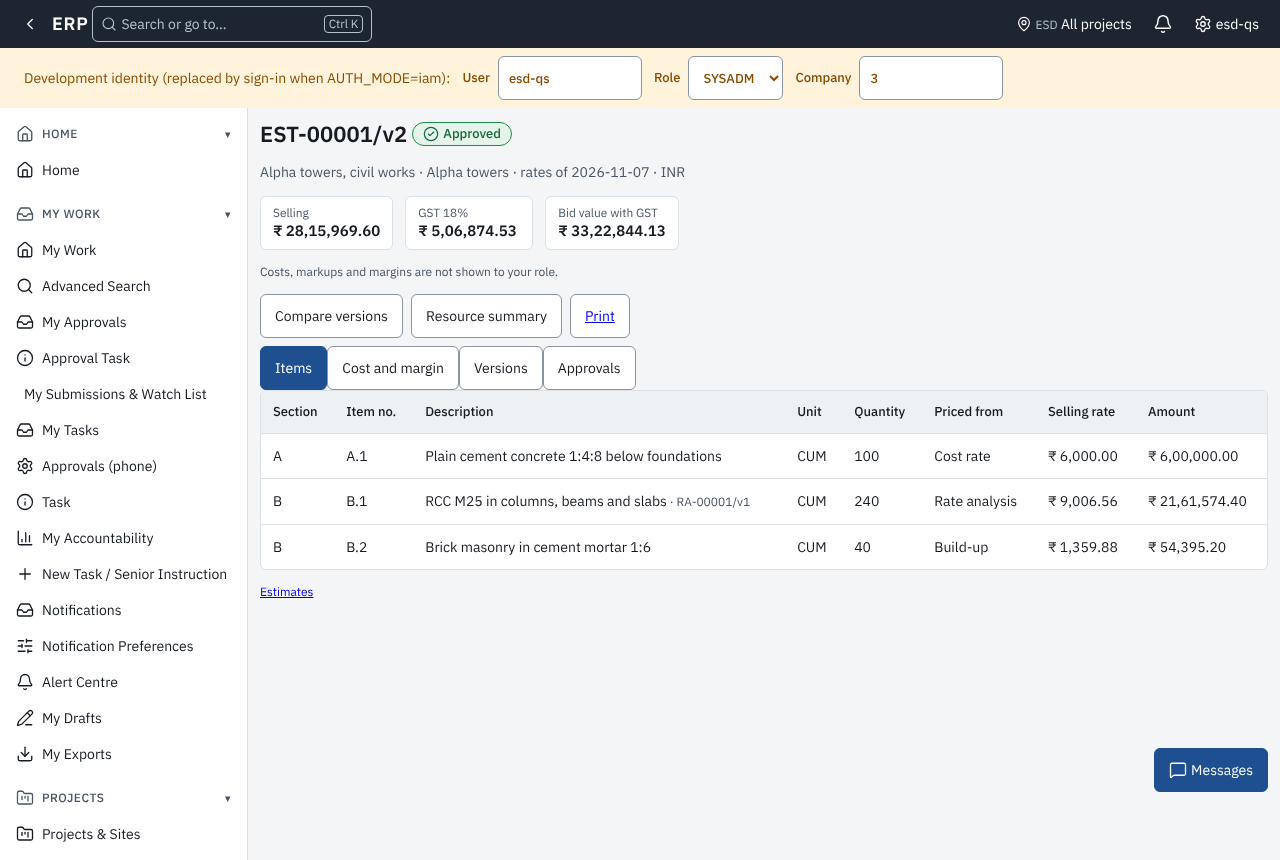 ERP
Search or go to...
Ctrl K
ESD All projects
esd-qs
Development identity (replaced by sign-in when AUTH_MODE=iam):
User
esd-qs
Role
SYSADM
Company
3
HOME
Home
MY WORK
My Work
Advanced Search
My Approvals
Approval Task
My Submissions & Watch List
My Tasks
Approvals (phone)
Task
My Accountability
New Task / Senior Instruction
Notifications
Notification Preferences
Alert Centre
My Drafts
My Exports
PROJECTS
Projects & Sites
EST-00001/v2 Approved
Alpha towers, civil works · Alpha towers · rates of 2026-11-07 · INR
Selling
₹ 28,15,969.60
GST 18%
₹ 5,06,874.53
Bid value with GST
₹ 33,22,844.13
Costs, markups and margins are not shown to your role.
Compare versions
Resource summary
Print
Items
Cost and margin
Versions
Approvals
Section Item no. Description Unit Quantity Priced from Selling rate Amount
A A.1 Plain cement concrete 1:4:8 below foundations CUM 100 Cost rate ₹ 6,000.00 ₹ 6,00,000.00
B B.1 RCC M25 in columns, beams and slabs · RA-00001/v1 CUM 240 Rate analysis ₹ 9,006.56 ₹ 21,61,574.40
B B.2 Brick masonry in cement mortar 1:6 CUM 40 Build-up ₹ 1,359.88 ₹ 54,395.20
Estimates
Messages